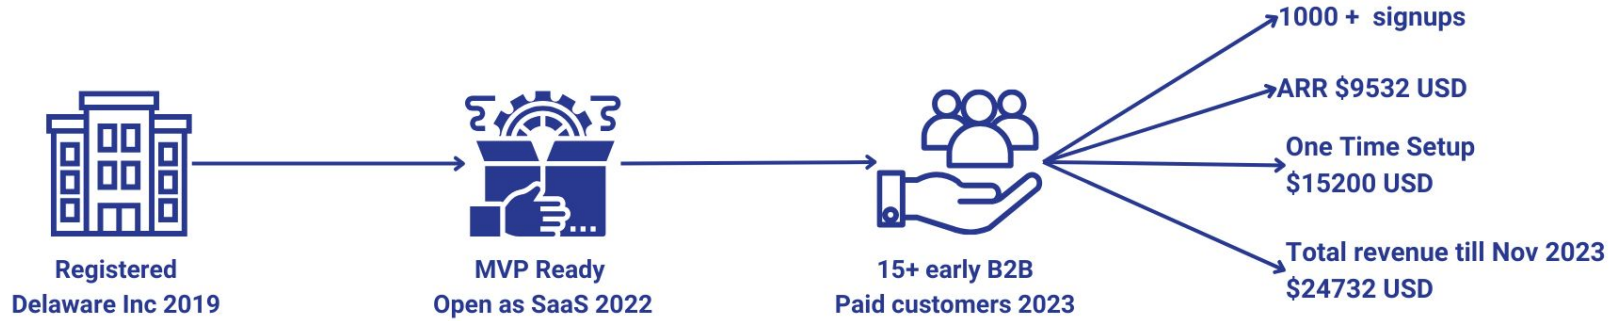 Registered
Delaware Inc 2019
MVP Ready
Open as SaaS 2022
15+ early B2B
Paid customers 2023
1000 + signups
ARR $9532 USD
One Time Setup
$15200 USD
Total revenue till Nov 2023
$24732 USD